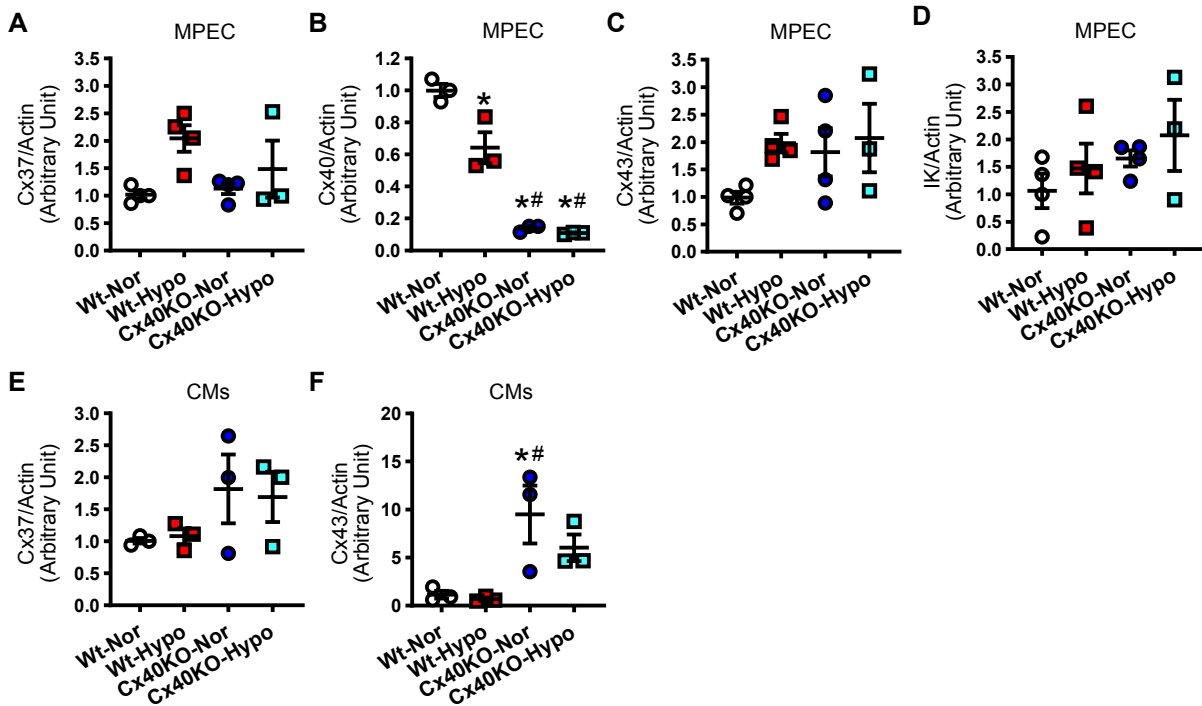 A
MPEC
Cx37/Actin
(Arbitrary Unit)
3.5
3.0
2.5
2.0
1.5
1.0
0.5
0.0
Wt-Nor
Wt-Hypo
Cx40KO-Nor
Cx40KO-Hypo
B
MPEC
Cx40/Actin
(Arbitrary Unit)
1.2
1.0
0.8
0.6
0.4
0.2
0.0
*
*#
*#
Wt-Nor
Wt-Hypo
Cx40KO-Nor
Cx40KO-Hypo
C
MPEC
Cx43/Actin
(Arbitrary Unit)
3.5
3.0
2.5
2.0
1.5
1.0
0.5
0.0
Wt-Nor
Wt-Hypo
Cx40KO-Nor
Cx40KO-Hypo
D
MPEC
IK/Actin
(Arbitrary Unit)
3.5
3.0
2.5
2.0
1.5
1.0
0.5
0.0
Wt-Nor
Wt-Hypo
Cx40KO-Nor
Cx40KO-Hypo
E
CMs
Cx37/Actin
(Arbitrary Unit)
3.0
2.5
2.0
1.5
1.0
0.5
0.0
Wt-Nor
Wt-Hypo
Cx40KO-Nor
Cx40KO-Hypo
F
CMs
Cx43/Actin
(Arbitrary Unit)
20
15
10
5
0
*#
Wt-Nor
Wt-Hypo
Cx40KO-Nor
Cx40KO-Hypo